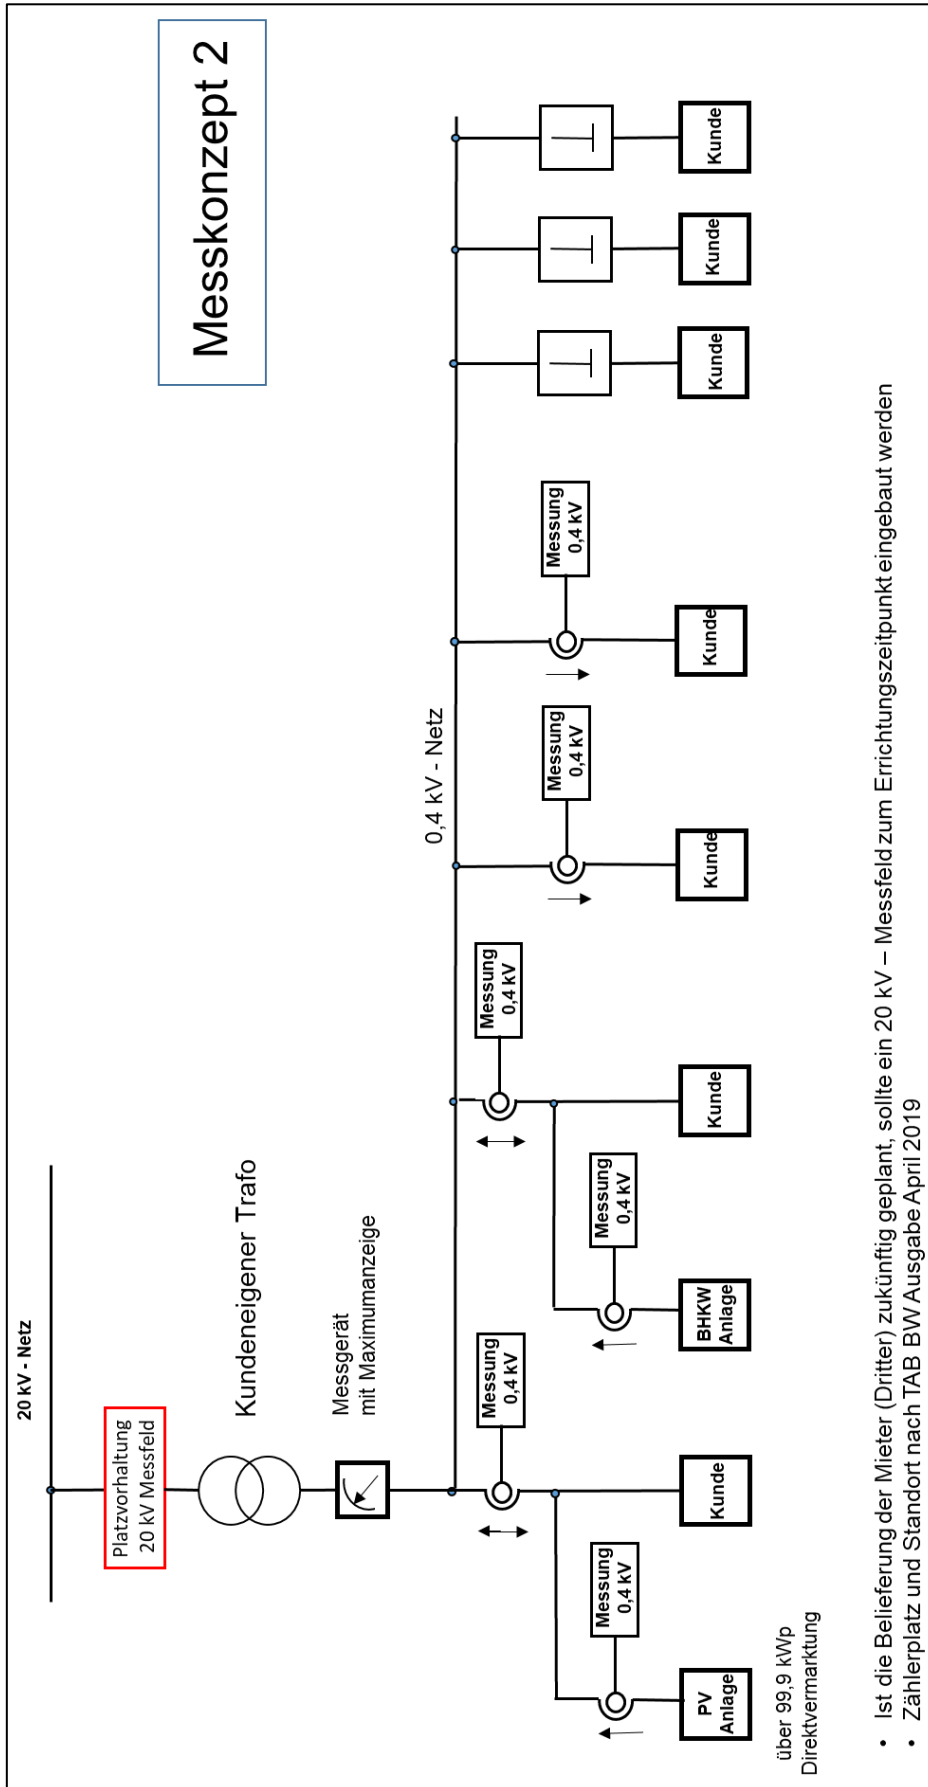 Messkonzept 2
20 kV - Netz
Platzvorhaltung
20 kV Messfeld
Kundeneigener Trafo
Messgerät
mit Maximumanzeige
0,4 kV - Netz
Messung
0,4 kV
Messung
0,4 kV
Messung
0,4 kV
Messung
0,4 kV
Messung
0,4 kV
Messung
0,4 kV
PV
Anlage
Kunde
BHKW
Anlage
Kunde
Kunde
Kunde
Kunde
Kunde
Kunde
über 99,9 kWp
Direktvermarktung
• Ist die Belieferung der Mieter (Dritter) zukünftig geplant, sollte ein 20 kV – Messfeld zum Errichtungszeitpunkt eingebaut werden
• Zählerplatz und Standort nach TAB BW Ausgabe April 2019